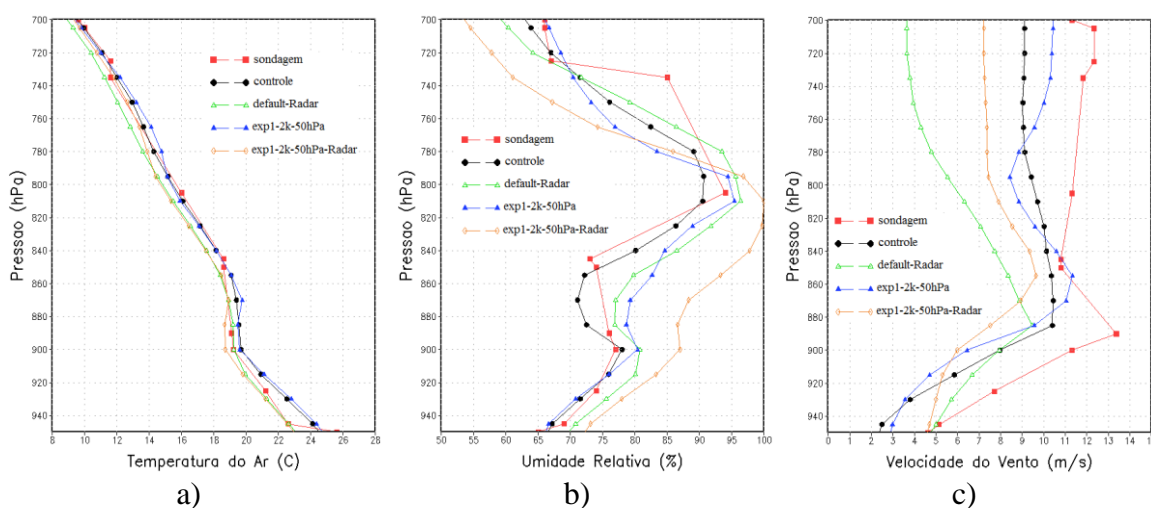 700
720
740
760
780
800
820
840
860
880
900
920
940
Pressao (hPa)
sondagem
controle
default-Radar
exp1-2k-50hPa
exp1-2k-50hPa-Radar
8 10 12 14 16 18 20 22 24 26 28
Temperatura do Ar (C)
a)
700
720
740
760
780
800
820
840
860
880
900
920
940
Pressao (hPa)
sondagem
controle
default-Radar
exp1-2k-50hPa
exp1-2k-50hPa-Radar
50 55 60 65 70 75 80 85 90 95 100
Umidade Relativa (%)
b)
700
720
740
760
780
800
820
840
860
880
900
920
940
Pressao (hPa)
sondagem
controle
default-Radar
exp1-2k-50hPa
exp1-2k-50hPa-Radar
0 1 2 3 4 5 6 7 8 9 10 11 12 13 14 15
Velocidade do Vento (m/s)
c)